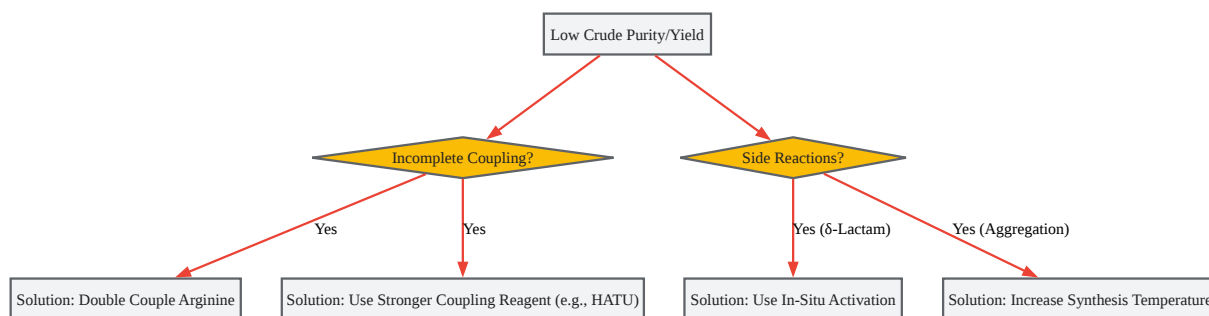 Low Crude Purity/Yield
Incomplete Coupling?
Side Reactions?
Yes
Yes
Yes (δ-Lactam)
Yes (Aggregation)
Solution: Double Couple Arginine
Solution: Use Stronger Coupling Reagent (e.g., HATU)
Solution: Use In-Situ Activation
Solution: Increase Synthesis Temperature